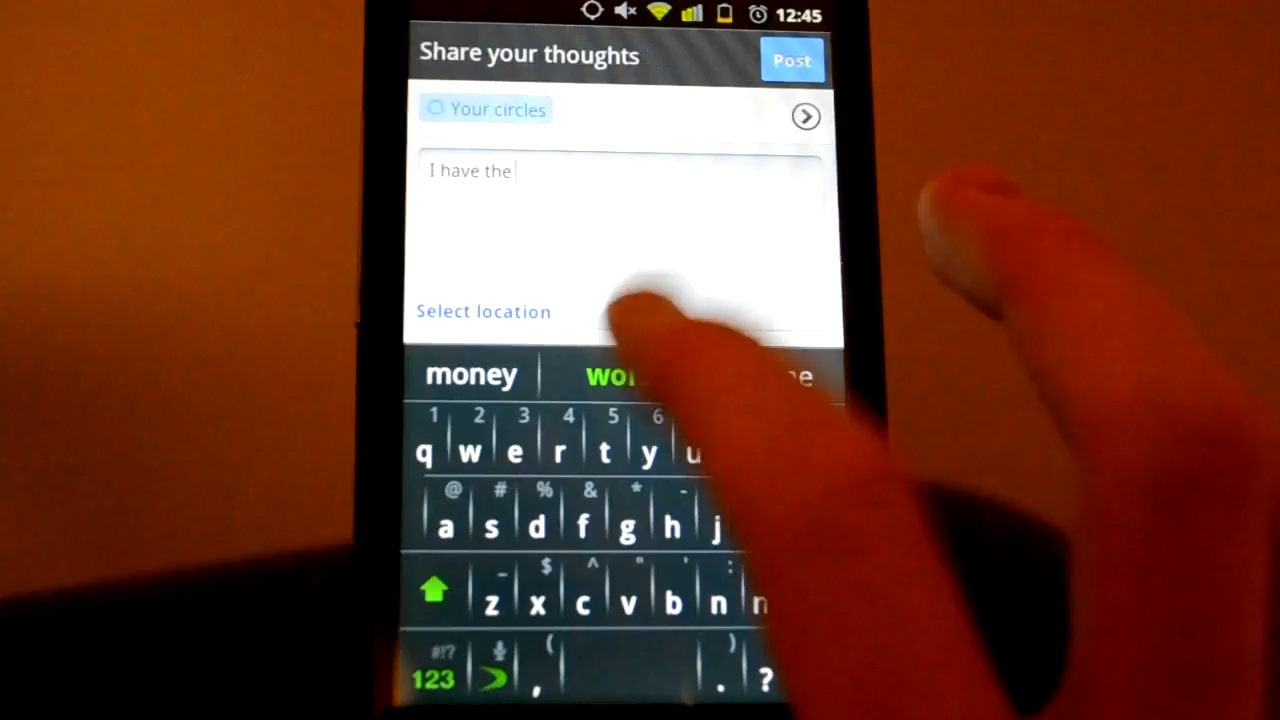 12:45
Share your thoughts
Post
Your circles
I have the
Select location
money
1 2 3 4 5 6
q w e r t y u
@ # % & * -
a s d f g h j
_ $ ^ " ' :
z x c v b n
#!? ( )
123 , . ?